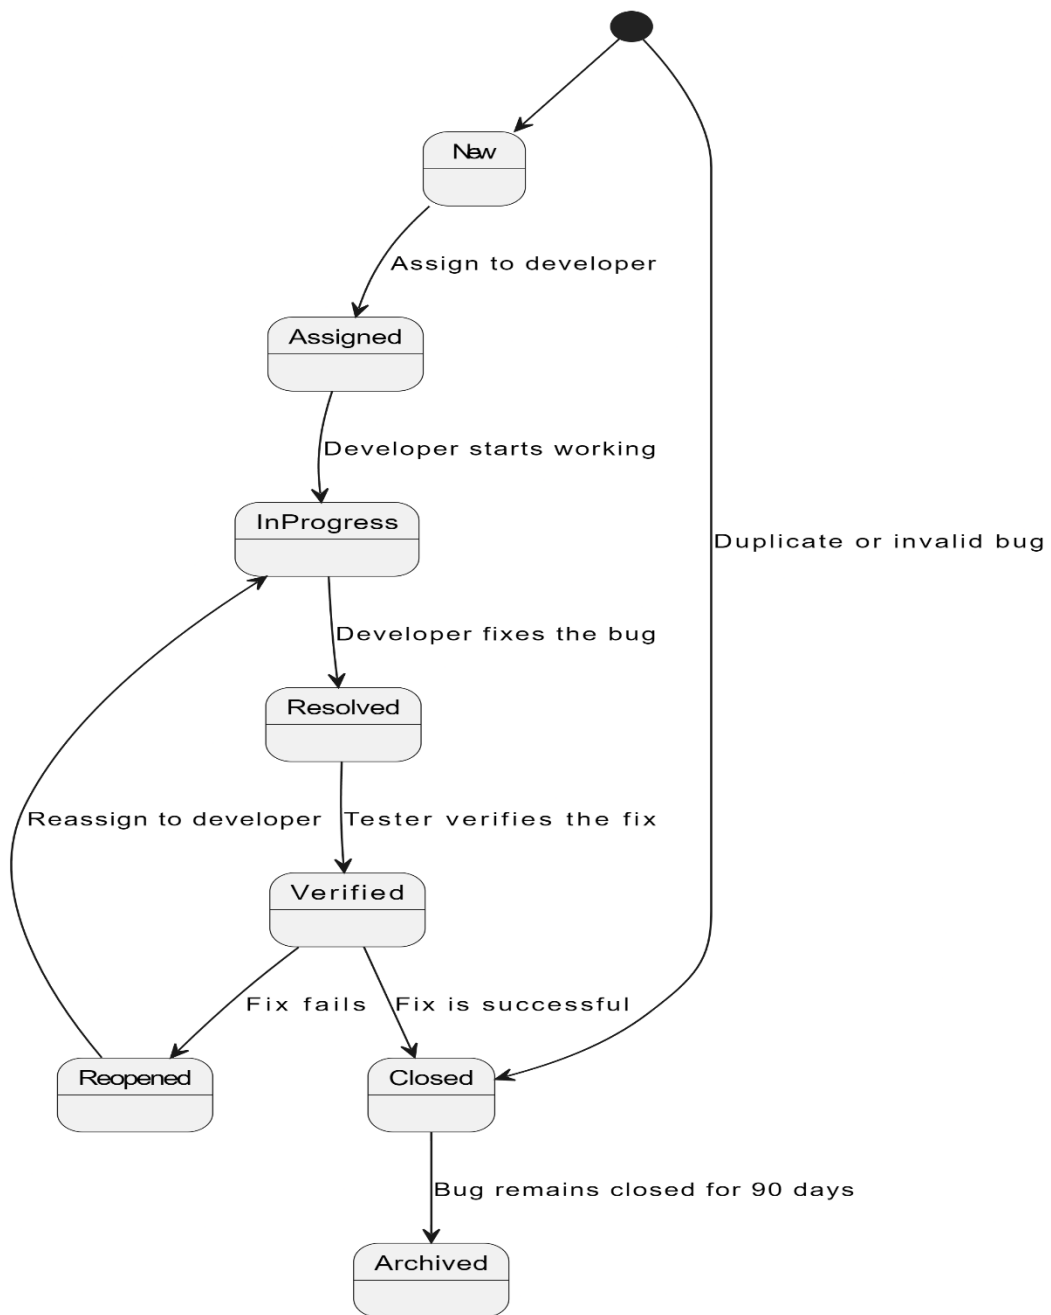 New
Assign to developer
Assigned
Developer starts working
InProgress
Duplicate or invalid bug
Developer fixes the bug
Resolved
Reassign to developer
Tester verifies the fix
Verified
Fix fails
Fix is successful
Reopened
Closed
Bug remains closed for 90 days
Archived